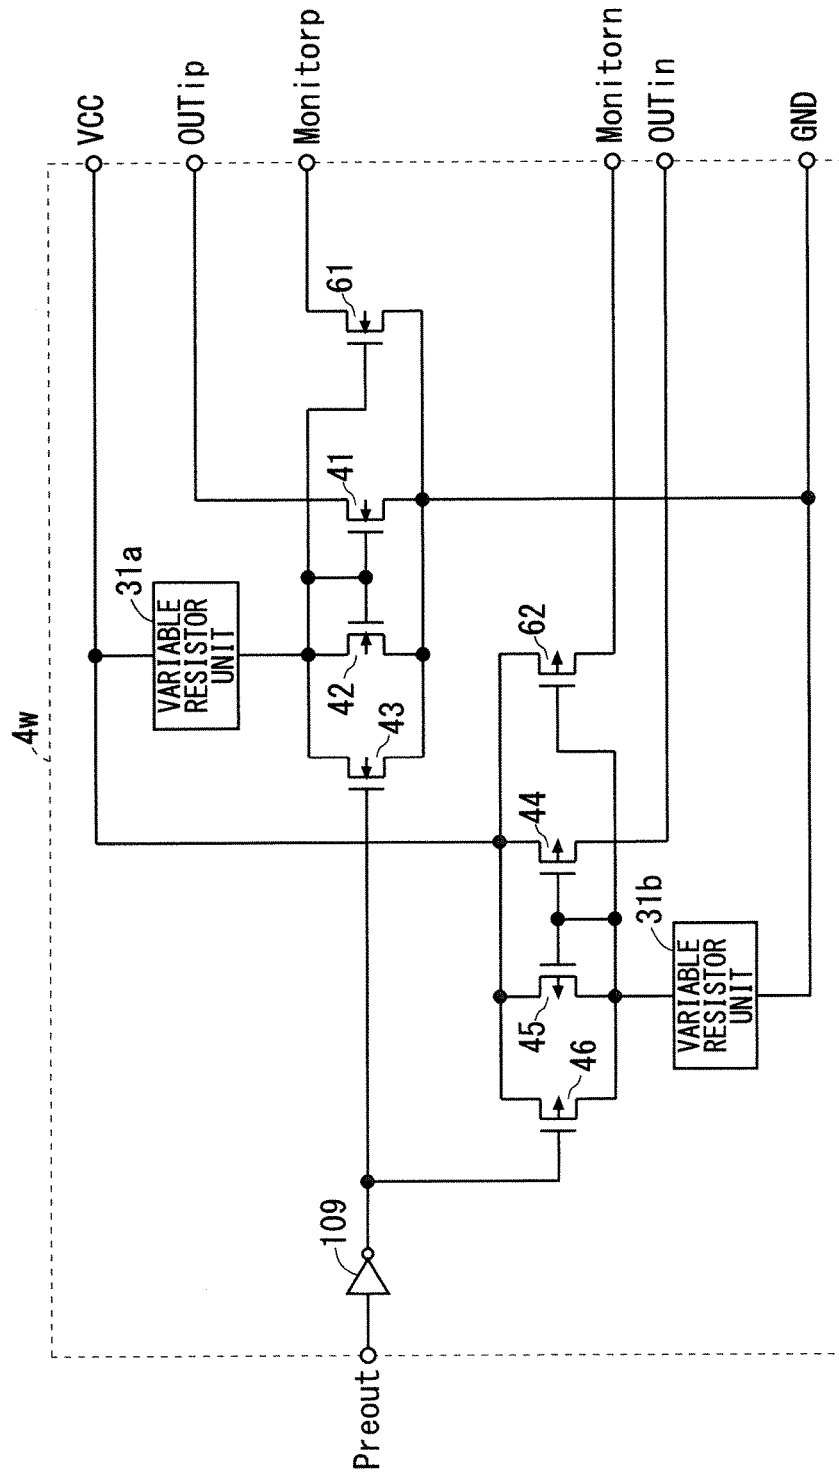 4w
VCC
OUTip
Monitorp
Monitorn
OUTin
GND
31a
VARIABLE
RESISTOR
UNIT
61
41
42
43
62
44
45
46
31b
VARIABLE
RESISTOR
UNIT
109
Preout